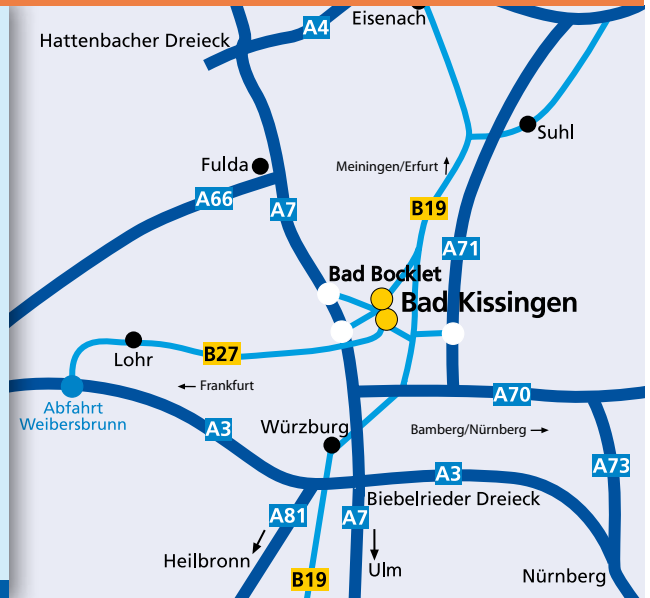 Eisenach
A4
Hattenbacher Dreieck
Suhl
Fulda
Meiningen/Erfurt
A66
A7
B19
A71
Bad Bocklet
Bad Kissingen
Lohr
B27
Frankfurt
A70
Abfahrt
Weibersbrunn
A3
Würzburg
Bamberg/Nürnberg
A73
A3
Biebelrieder Dreieck
A81
A7
Heilbronn
Ulm
B19
Nürnberg